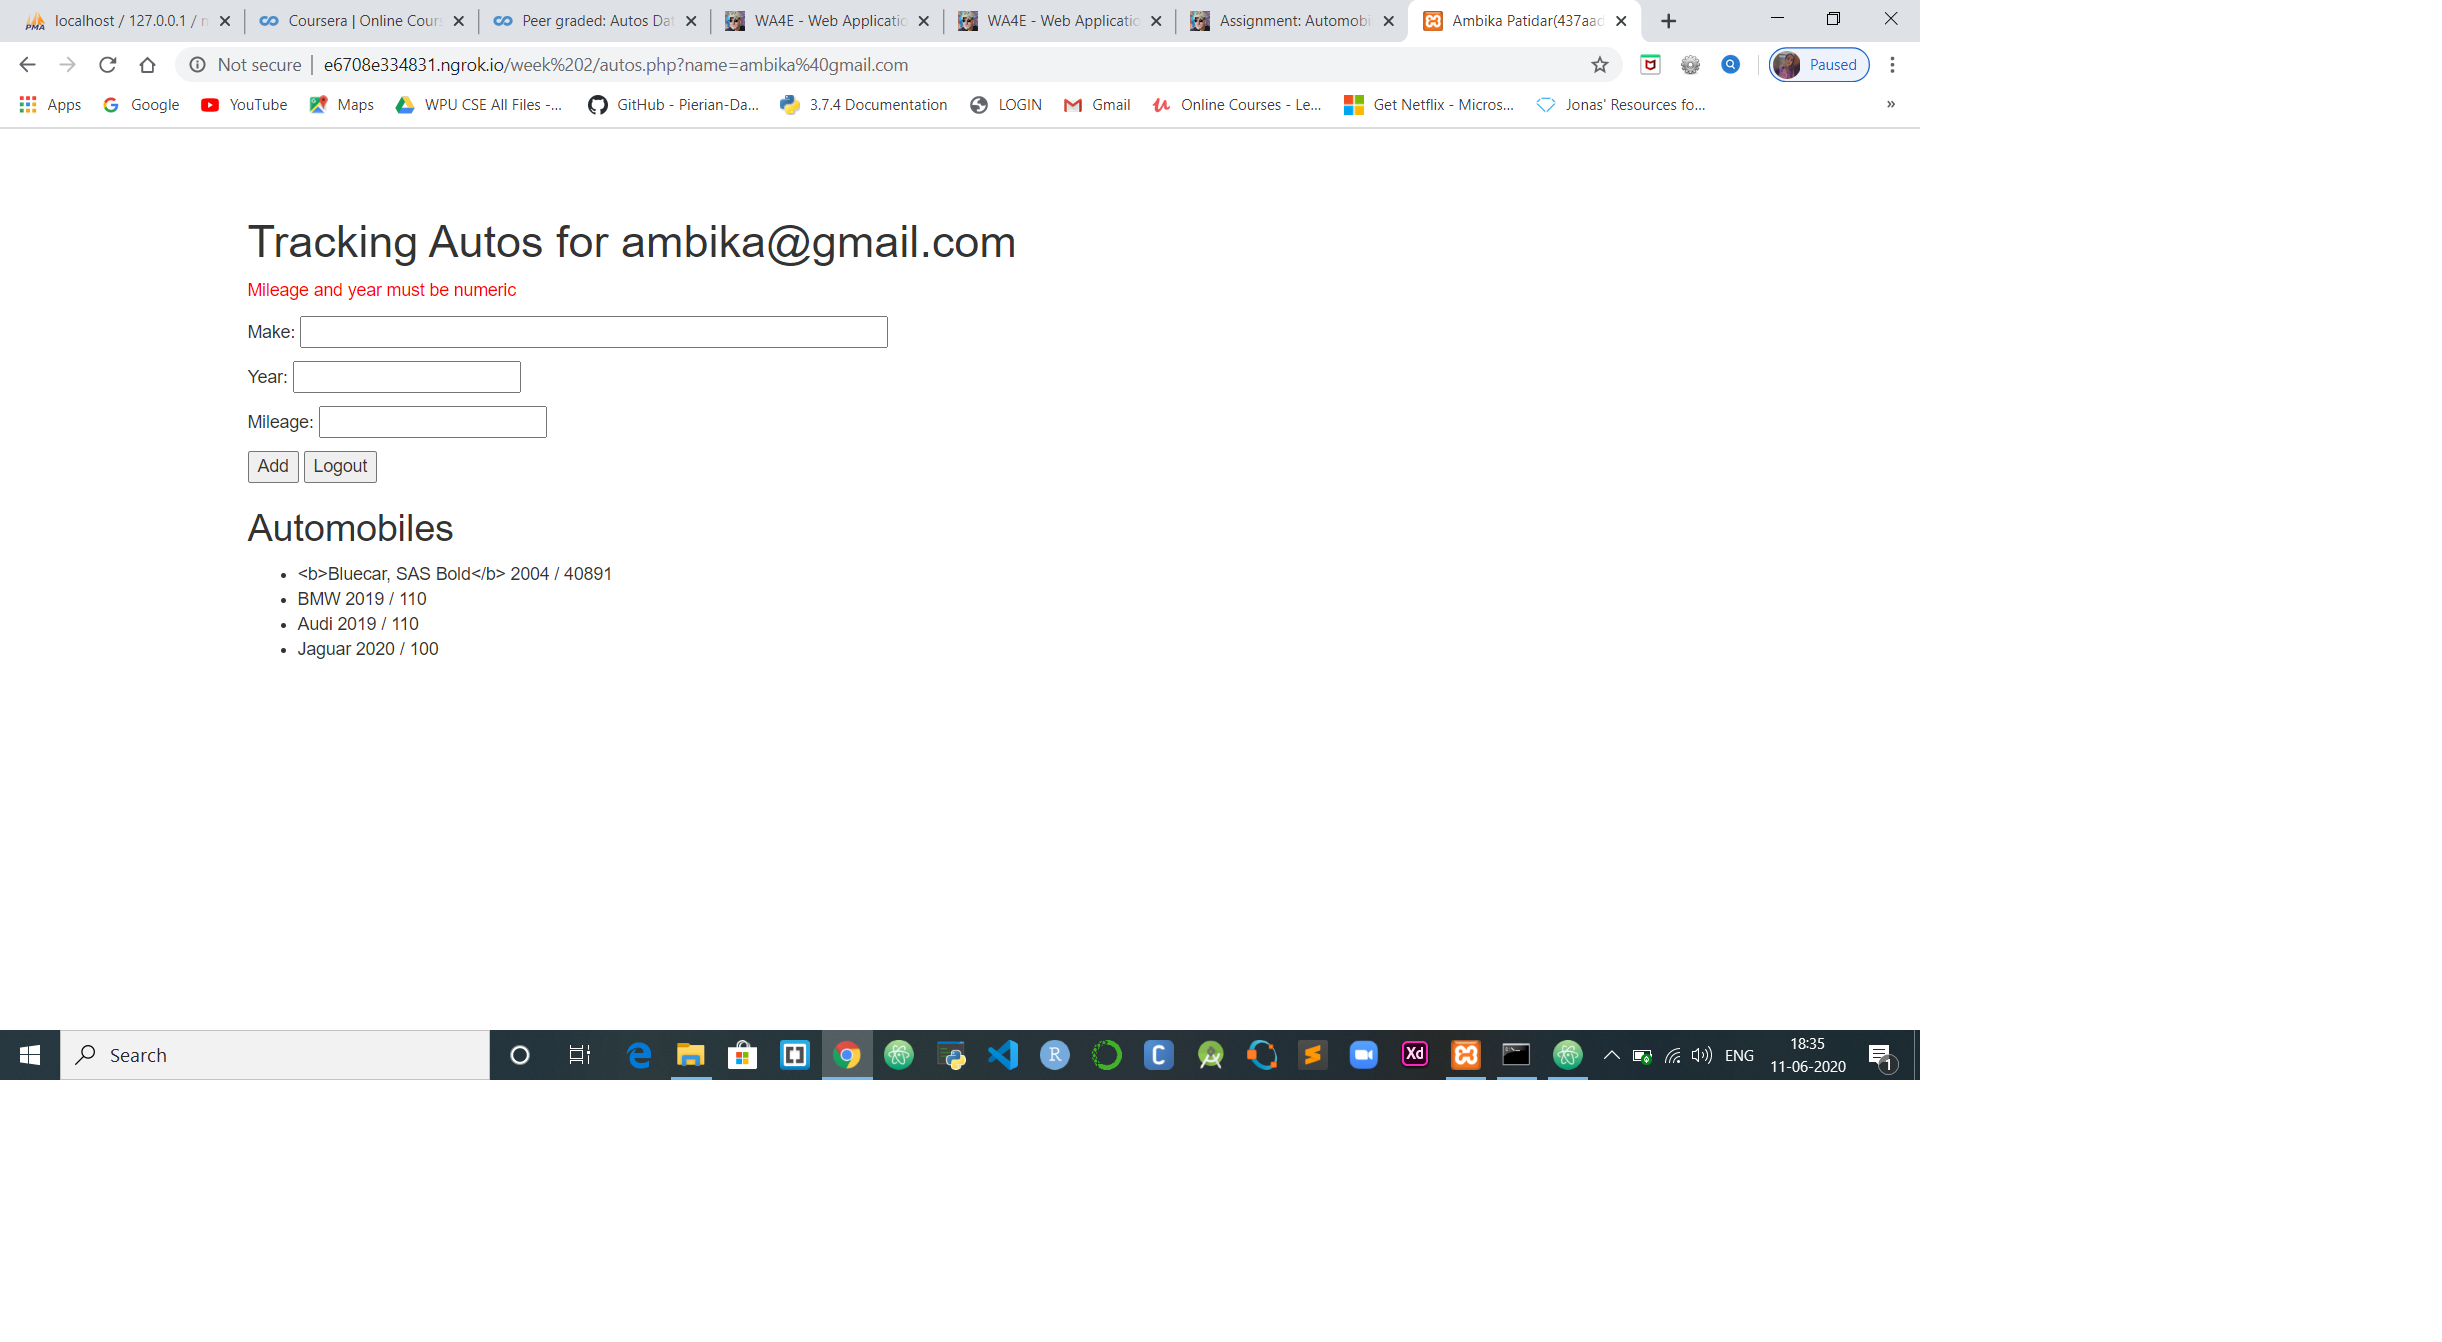 localhost / 127.0.0.1 / n
Coursera | Online Cour
Peer graded: Autos Dat
WA4E - Web Applicatio
WA4E - Web Applicatio
Assignment: Automobi
Ambika Patidar(437aad
Not secure | e6708e334831.ngrok.io/week%202/autos.php?name=ambika%40gmail.com
Paused
Apps Google YouTube Maps WPU CSE All Files -... GitHub - Pierian-Da... 3.7.4 Documentation LOGIN Gmail Online Courses - Le... Get Netflix - Micros... Jonas' Resources fo... »
Tracking Autos for ambika@gmail.com
Mileage and year must be numeric
Make:
Year:
Mileage:
Add Logout
Automobiles
• <b>Bluecar, SAS Bold</b> 2004 / 40891
• BMW 2019 / 110
• Audi 2019 / 110
• Jaguar 2020 / 100
Search
ENG
18:35
11-06-2020
1